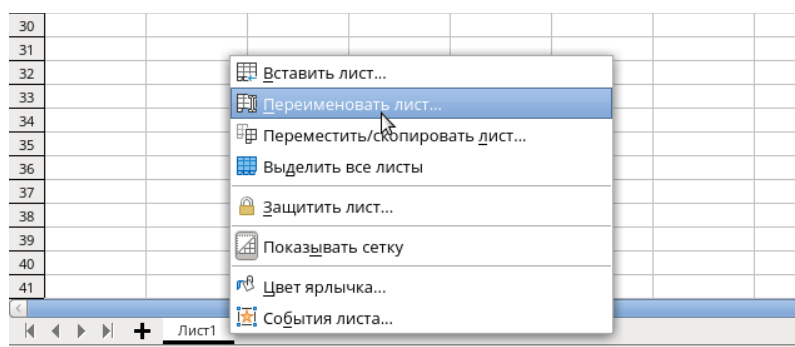 30
31
32
33
34
35
36
37
38
39
40
41
Вставить лист...
Переименовать лист...
Переместить/скопировать лист...
Выделить все листы
Защитить лист...
Показывать сетку
Цвет ярлычка...
События листа...
Лист1